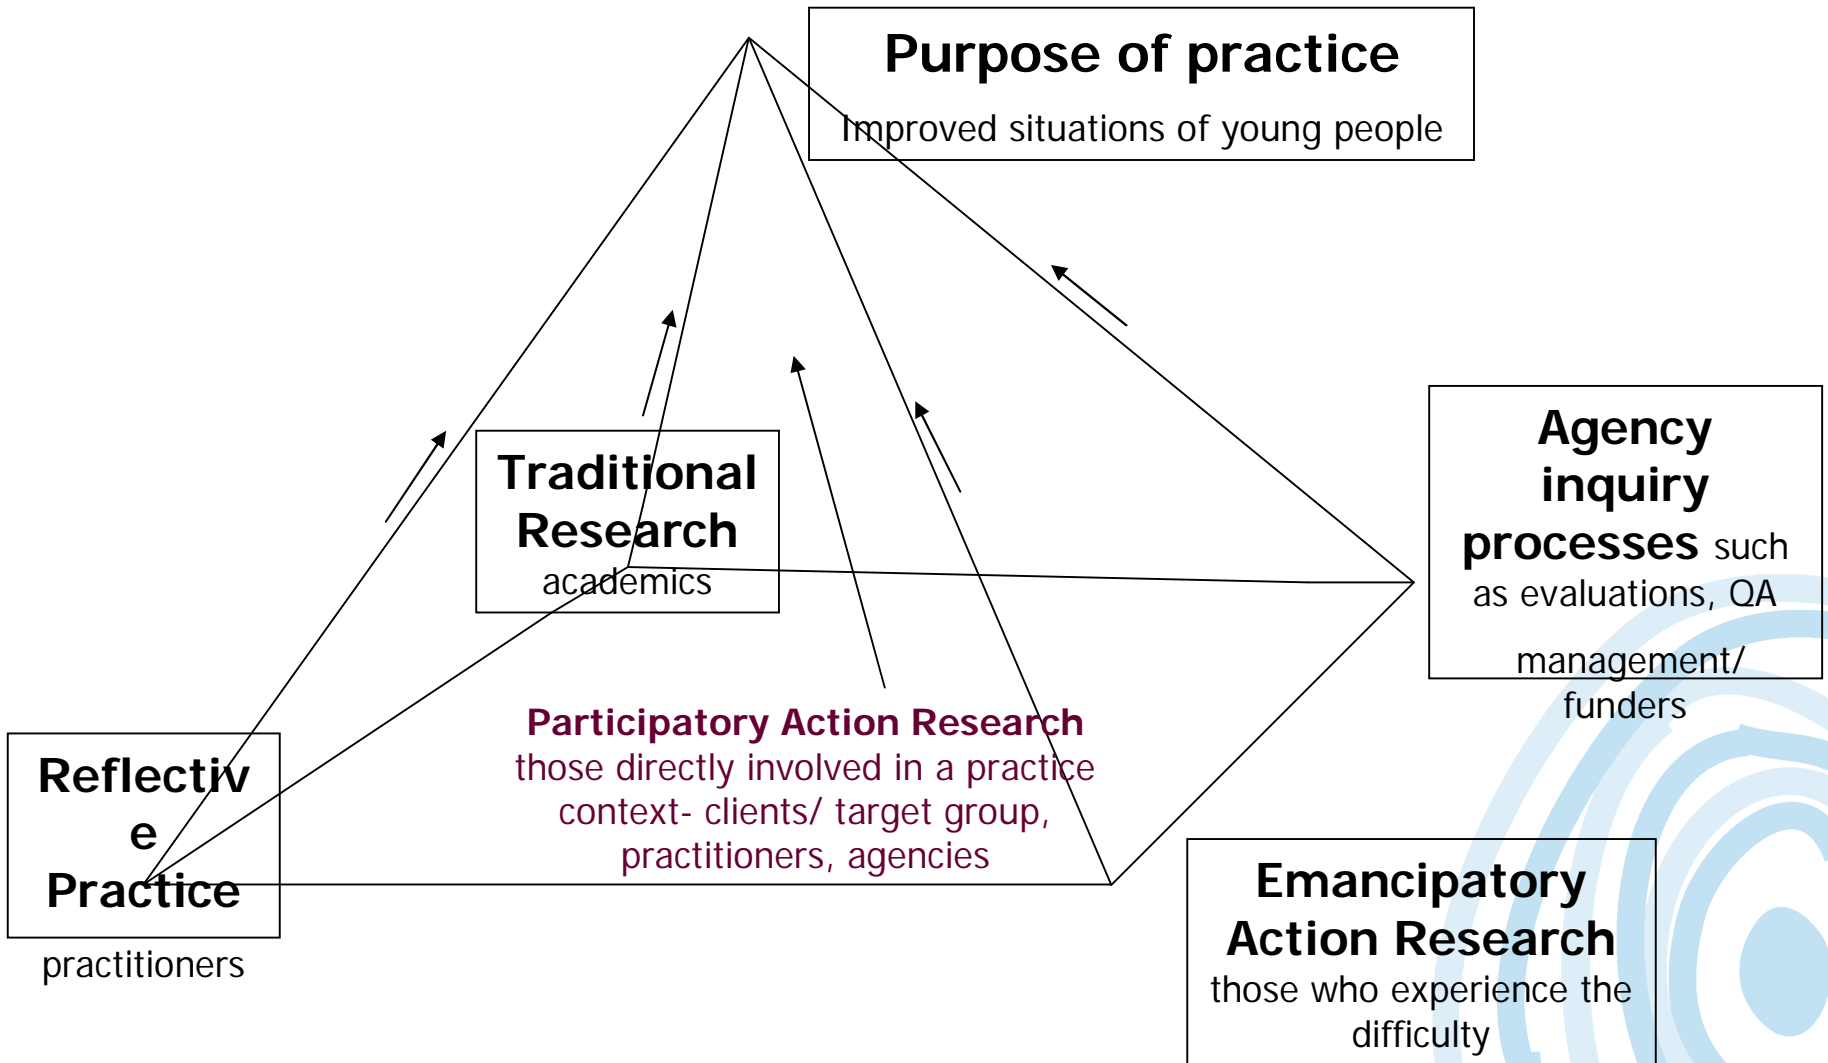 Purpose of practice
Improved situations of young people
Traditional
Research
academics
Agency
inquiry
processes such
as evaluations, QA
management/
funders
Participatory Action Research
those directly involved in a practice
context- clients/ target group,
practitioners, agencies
Reflectiv
e
Practice
practitioners
Emancipatory
Action Research
those who experience the
difficulty